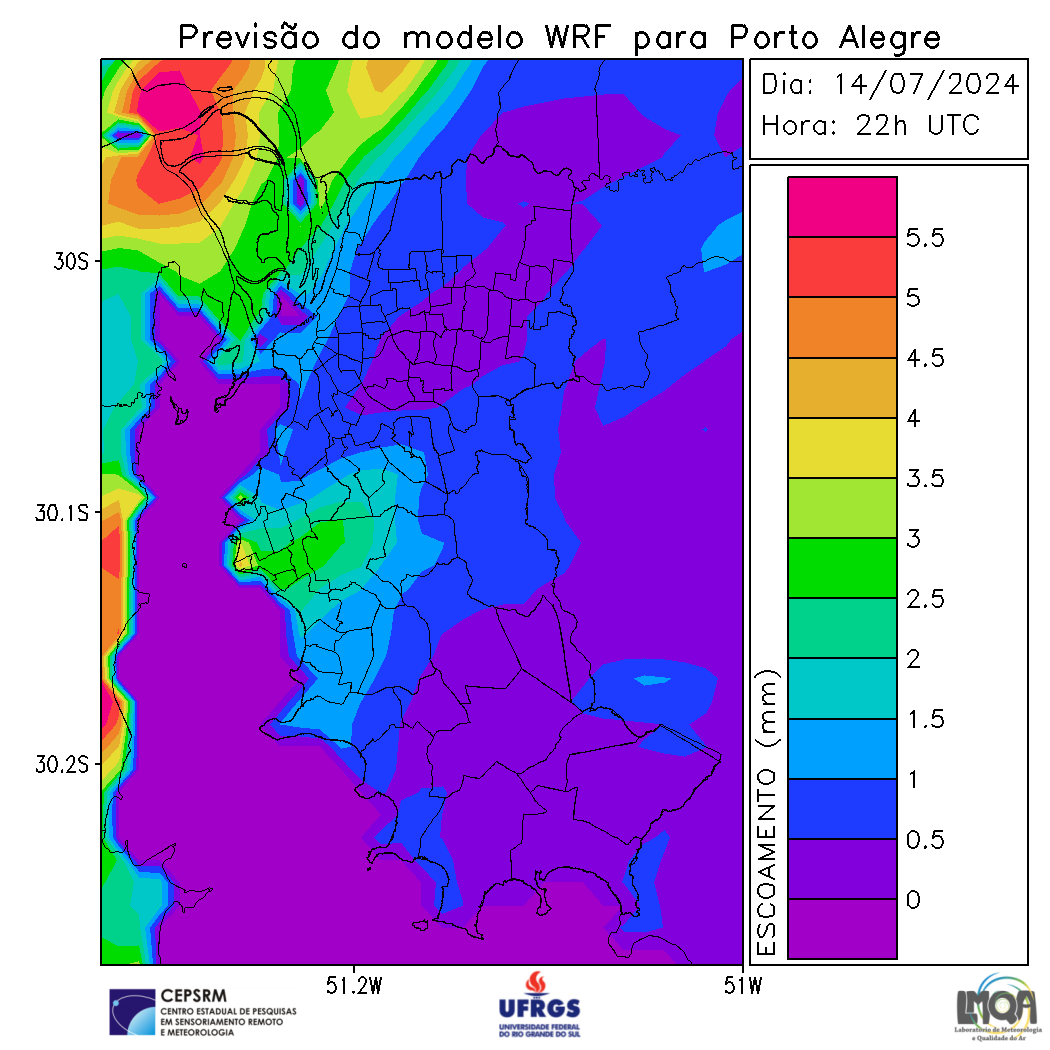 Previsão do modelo WRF para Porto Alegre
Dia: 14/07/2024
Hora: 22h UTC
5.5
5
4.5
4
3.5
3
2.5
2
1.5
1
0.5
0
ESCOAMENTO (mm)
30S
30.1S
30.2S
51.2W
51W
CEPSRM
CENTRO ESTADUAL DE PESQUISAS
EM SENSORIAMENTO REMOTO
E METEOROLOGIA
UFRGS
UNIVERSIDADE FEDERAL
DO RIO GRANDE DO SUL
LMQA
Laboratório de Meteorologia
e Qualidade do Ar